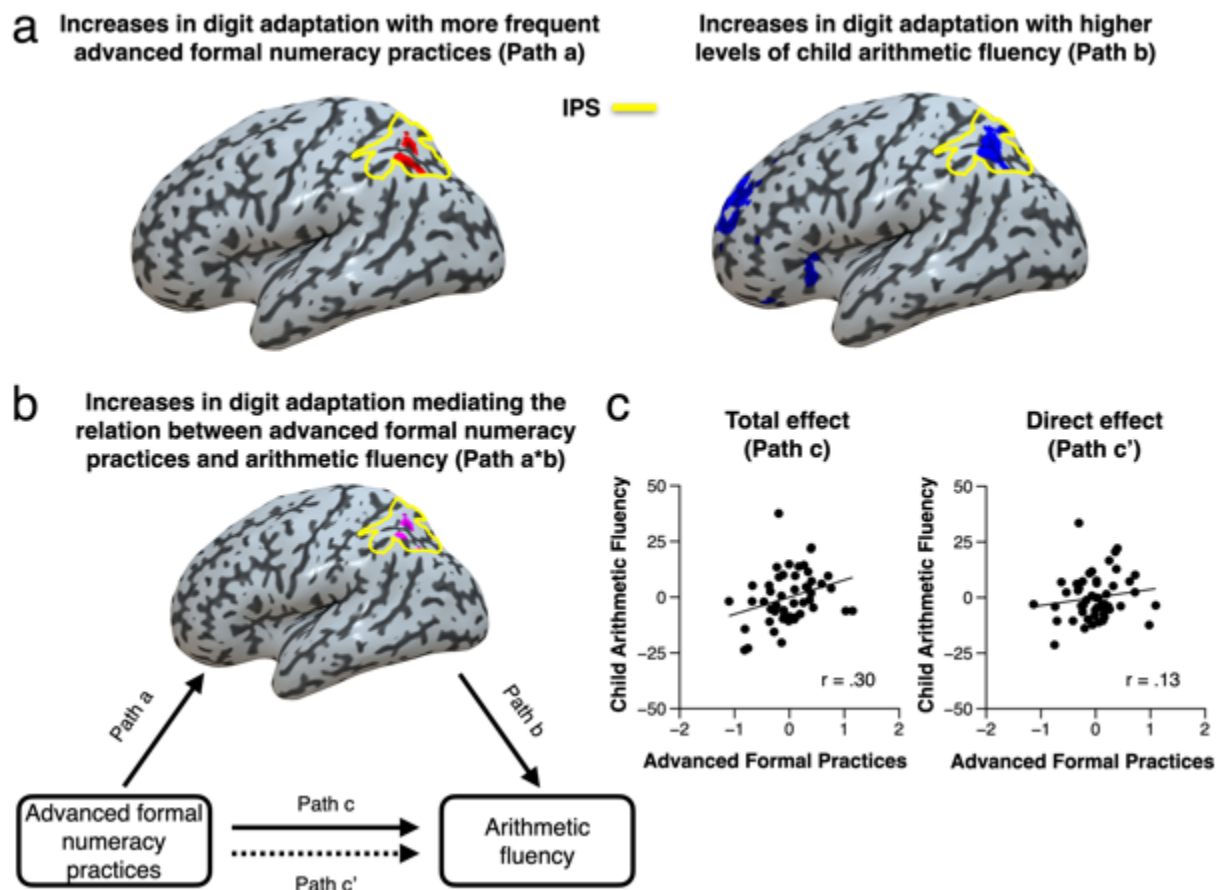 a
Increases in digit adaptation with more frequent
advanced formal numeracy practices (Path a)
Increases in digit adaptation with higher
levels of child arithmetic fluency (Path b)
IPS
b
Increases in digit adaptation mediating the
relation between advanced formal numeracy
practices and arithmetic fluency (Path a*b)
Path a
Path b
Advanced formal
numeracy
practices
Path c
Path c'
Arithmetic
fluency
c
Total effect
(Path c)
Child Arithmetic Fluency
50
25
0
−25
−50
r = .30
−2
−1
0
1
2
Advanced Formal Practices
Direct effect
(Path c')
Child Arithmetic Fluency
50
25
0
−25
−50
r = .13
−2
−1
0
1
2
Advanced Formal Practices